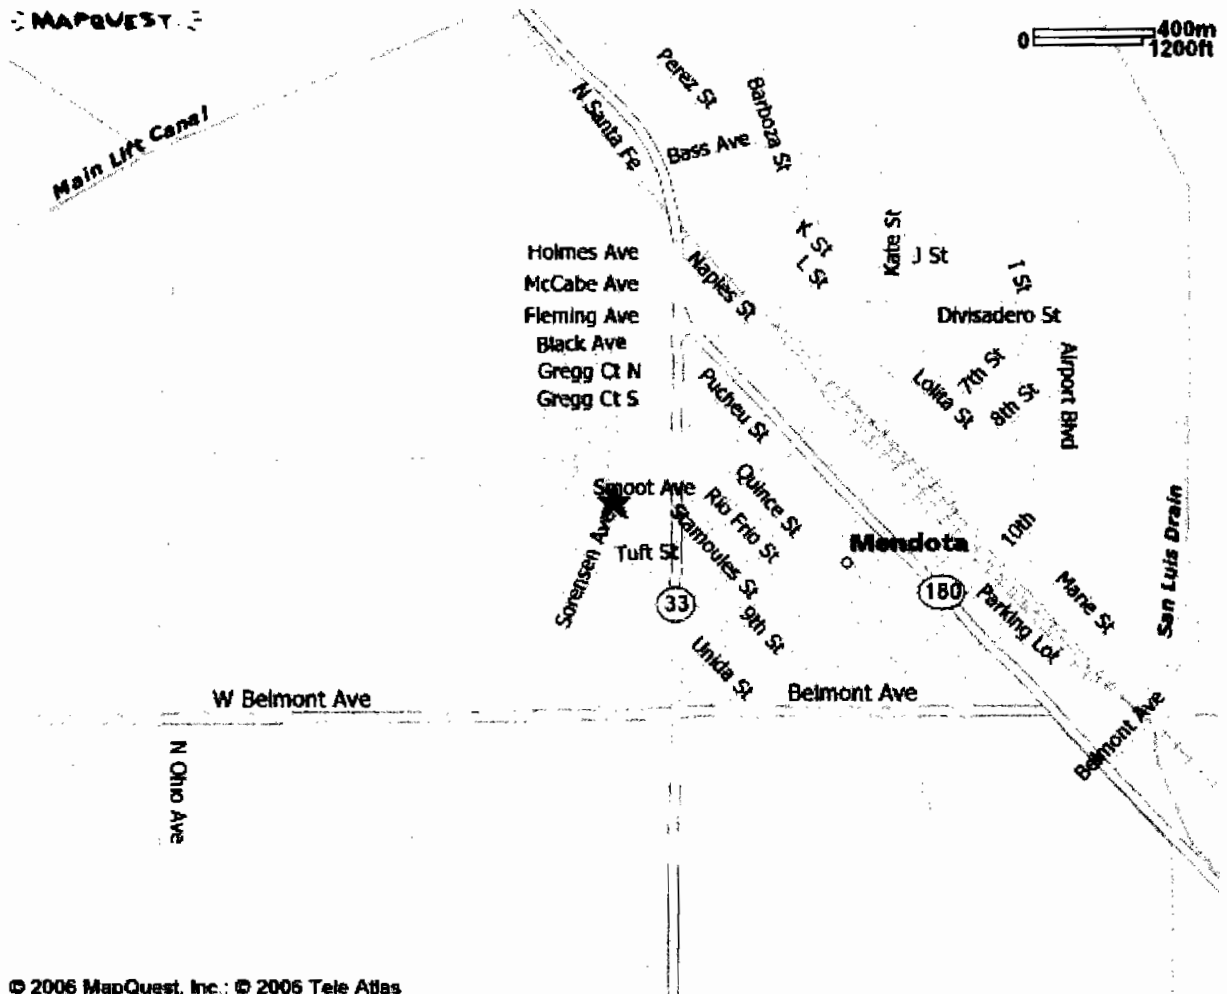 MAPQUEST
0 400m
1200ft
Perez St
Barboza St
N Santa Fe
Bass Ave
Main Lift Canal
K St
L St
Kate St
J St
I St
Holmes Ave
Naples St
McCabe Ave
Fleming Ave
Divisadero St
Black Ave
Airport Blvd
7th St
Gregg Ct N
Lolita St
8th St
Gregg Ct S
Pucheu St
Smoot Ave
Quince St
Rio Frio St
Stamoules St
Sorensen Ave
Tuft St
Mendota
10th
San Luis Drain
33
180
Marie St
Parking Lot
9th St
Unida St
W Belmont Ave
Belmont Ave
Belmont Ave
N Ohio Ave
© 2006 MapQuest, Inc.; © 2006 Tele Atlas